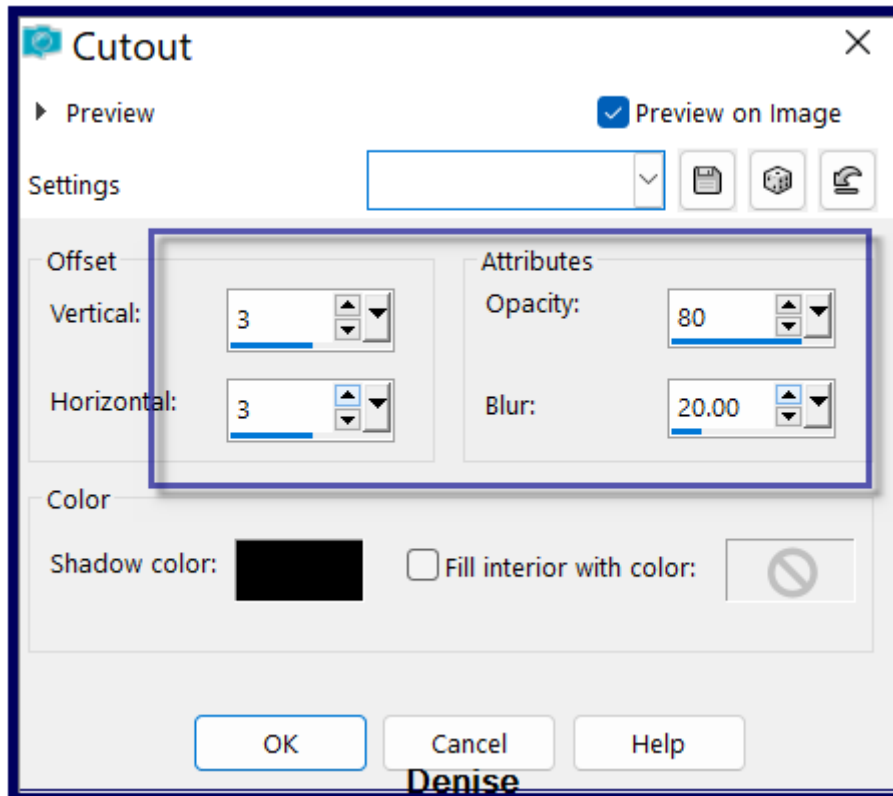 Cutout
Preview
Preview on Image
Settings
Offset
Attributes
Vertical: 3
Opacity: 80
Horizontal: 3
Blur: 20.00
Color
Shadow color:
Fill interior with color:
OK Cancel Help
Denise